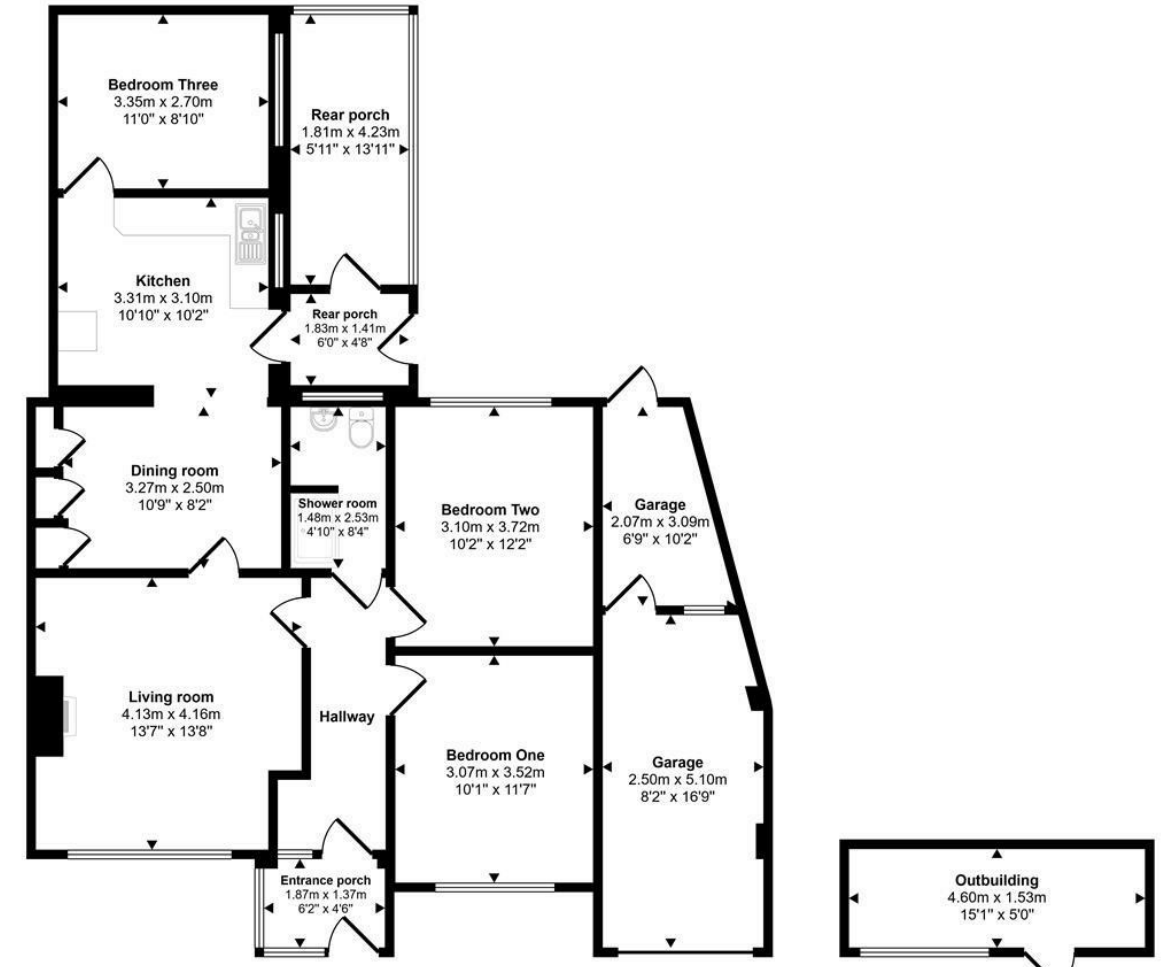 Bedroom Three
3.35m x 2.70m
11'0" x 8'10"
Rear porch
1.81m x 4.23m
5'11" x 13'11"
Kitchen
3.31m x 3.10m
10'10" x 10'2"
Rear porch
1.83m x 1.41m
6'0" x 4'8"
Dining room
3.27m x 2.50m
10'9" x 8'2"
Shower room
1.48m x 2.53m
4'10" x 8'4"
Bedroom Two
3.10m x 3.72m
10'2" x 12'2"
Garage
2.07m x 3.09m
6'9" x 10'2"
Living room
4.13m x 4.16m
13'7" x 13'8"
Hallway
Bedroom One
3.07m x 3.52m
10'1" x 11'7"
Garage
2.50m x 5.10m
8'2" x 16'9"
Entrance porch
1.87m x 1.37m
6'2" x 4'6"
Outbuilding
4.60m x 1.53m
15'1" x 5'0"